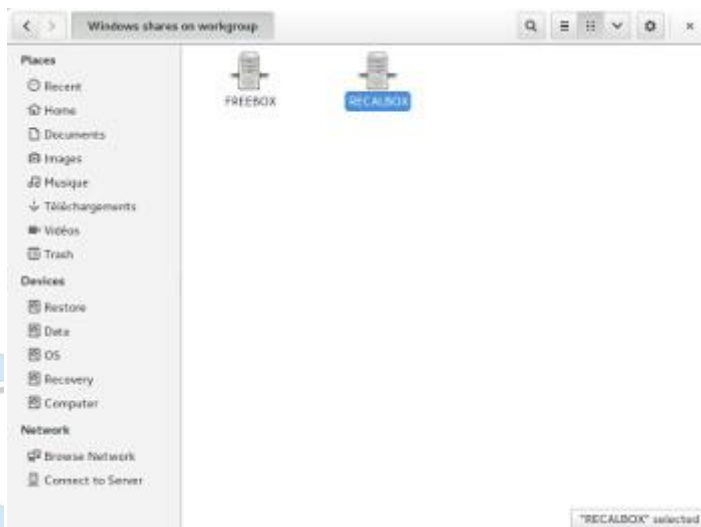 Windows shares on workgroup
Places
Recent
Home
Documents
Images
Musique
Téléchargements
Vidéos
Trash
Devices
Restore
Data
OS
Recovery
Computer
Network
Browse Network
Connect to Server
FREEBOX
RECALBOX
"RECALBOX" selected